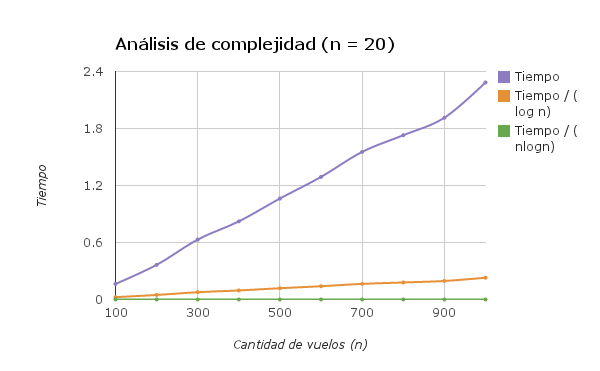 Análisis de complejidad (n = 20)
2.4
1.8
1.2
0.6
0
Tiempo
100
300
500
700
900
Cantidad de vuelos (n)
Tiempo
Tiempo / (
log n)
Tiempo / (
nlogn)